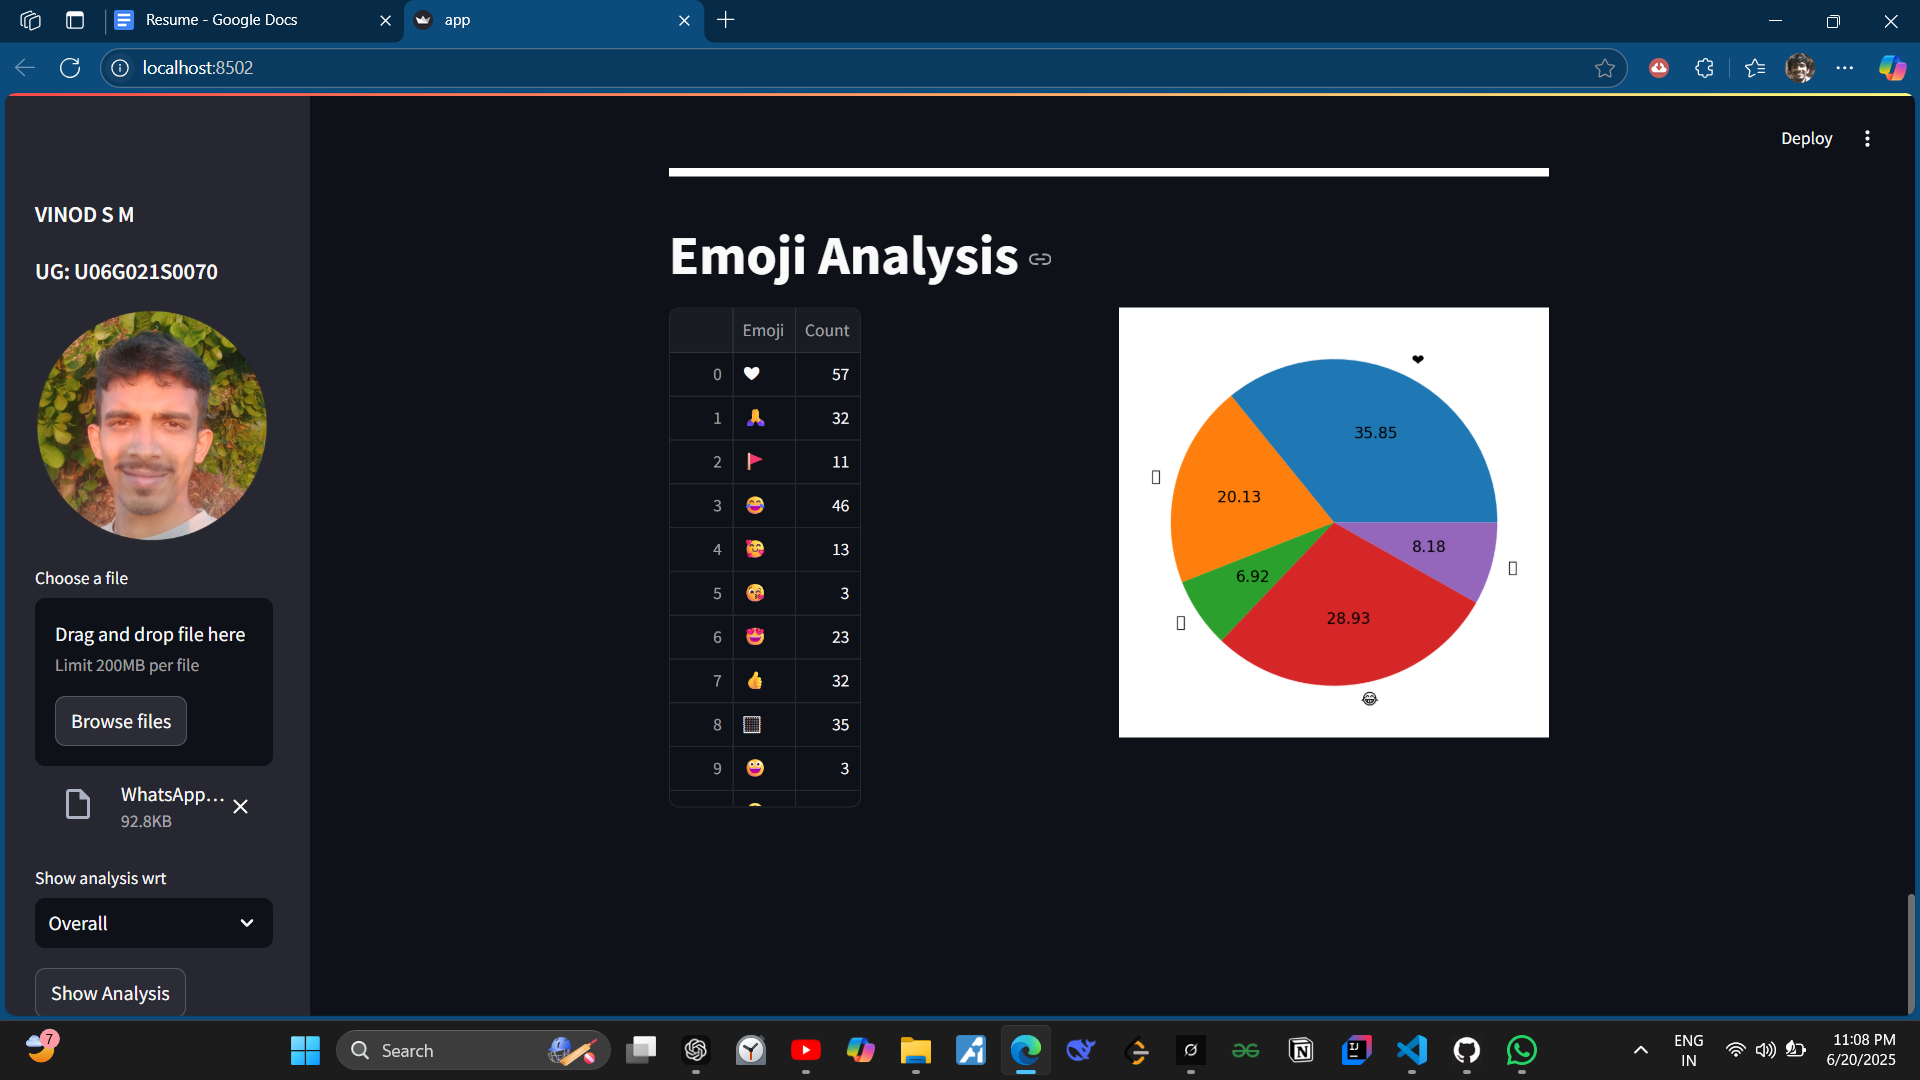 Resume - Google Docs
app
localhost:8502
Deploy
VINOD S M
UG: U06G021S0070
Choose a file
Drag and drop file here
Limit 200MB per file
Browse files
WhatsApp...
92.8KB
Show analysis wrt
Overall
Show Analysis
Emoji Analysis
Emoji Count
0 🤍 57
1 🙏 32
2 🚩 11
3 😂 46
4 🥰 13
5 😘 3
6 🤩 23
7 👍 32
8 35
9 😀 3
❤
35.85
20.13
6.92
28.93
8.18
😂
7
Search
ENG
IN
11:08 PM
6/20/2025